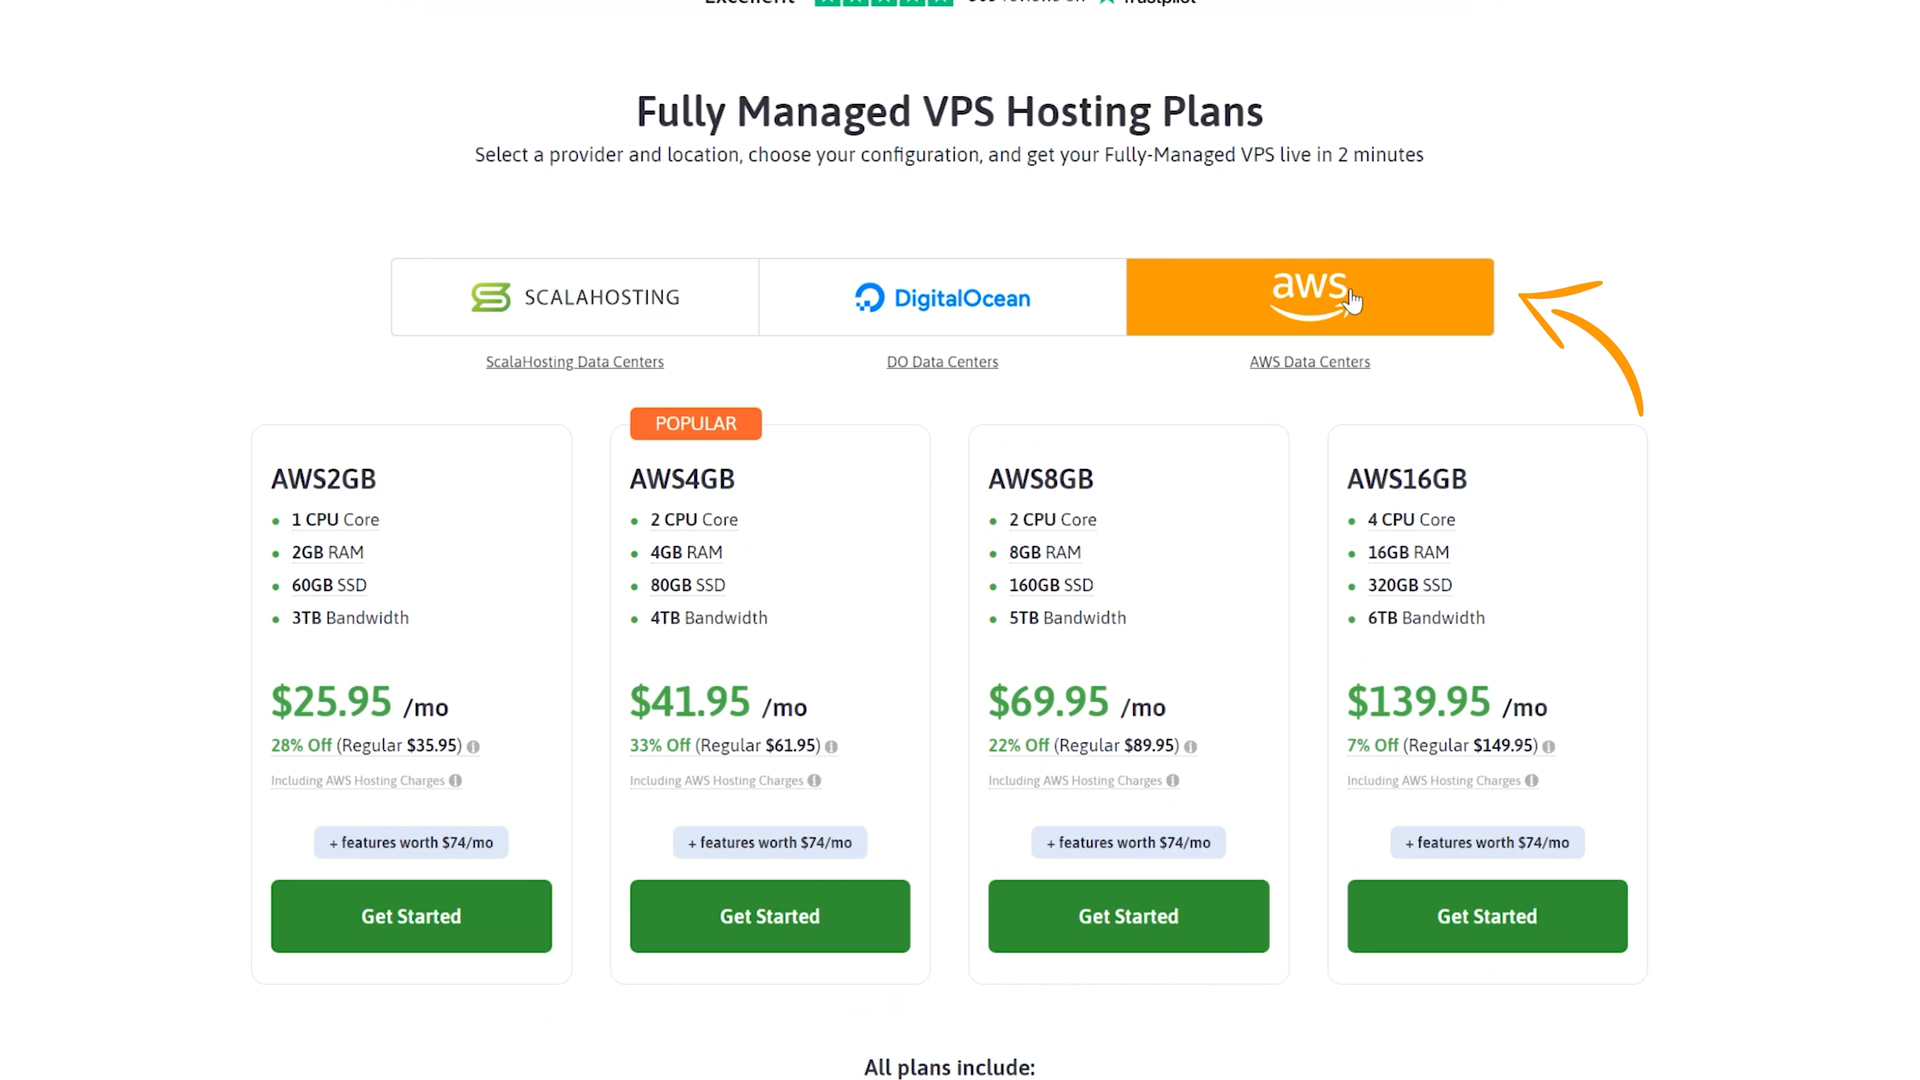 Excellent
Trustpilot
Fully Managed VPS Hosting Plans
Select a provider and location, choose your configuration, and get your Fully-Managed VPS live in 2 minutes
SCALAHOSTING
DigitalOcean
aws
ScalaHosting Data Centers
DO Data Centers
AWS Data Centers
AWS2GB
1 CPU Core
2GB RAM
60GB SSD
3TB Bandwidth
$25.95 /mo
28% Off (Regular $35.95)
Including AWS Hosting Charges
+ features worth $74/mo
Get Started
POPULAR
AWS4GB
2 CPU Core
4GB RAM
80GB SSD
4TB Bandwidth
$41.95 /mo
33% Off (Regular $61.95)
Including AWS Hosting Charges
+ features worth $74/mo
Get Started
AWS8GB
2 CPU Core
8GB RAM
160GB SSD
5TB Bandwidth
$69.95 /mo
22% Off (Regular $89.95)
Including AWS Hosting Charges
+ features worth $74/mo
Get Started
AWS16GB
4 CPU Core
16GB RAM
320GB SSD
6TB Bandwidth
$139.95 /mo
7% Off (Regular $149.95)
Including AWS Hosting Charges
+ features worth $74/mo
Get Started
All plans include: